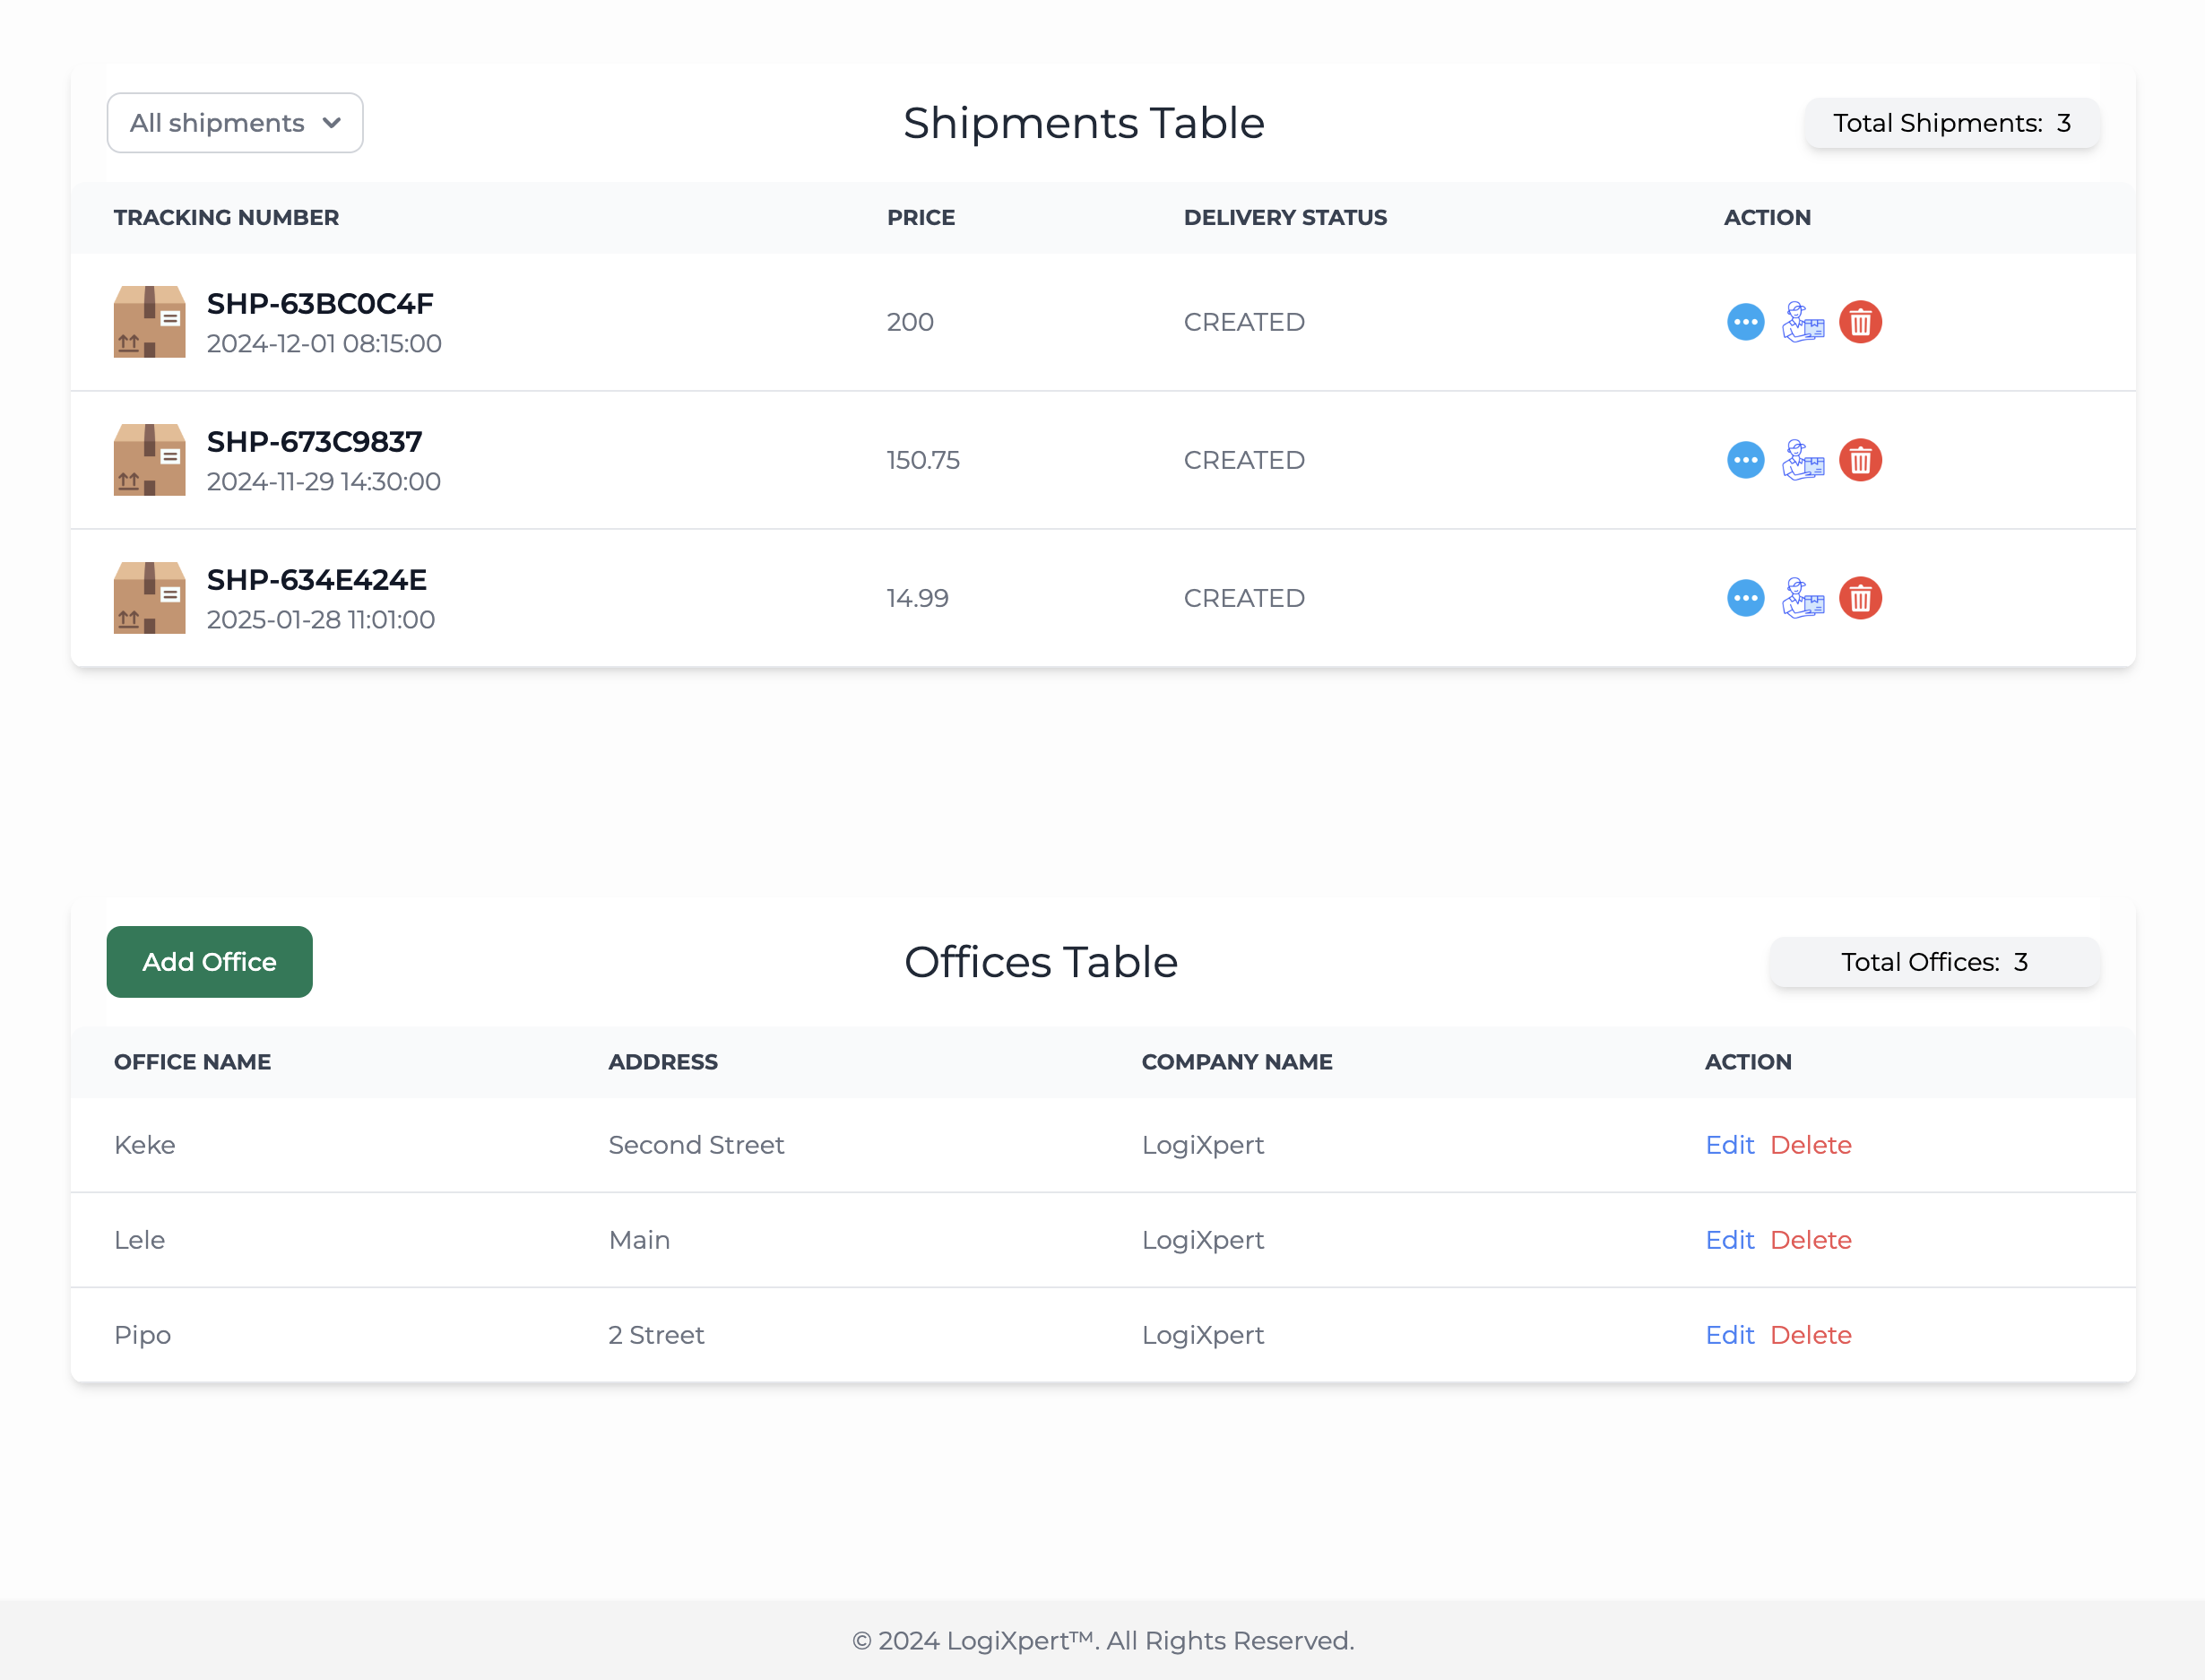 All shipments
Shipments Table
Total Shipments: 3
TRACKING NUMBER PRICE DELIVERY STATUS ACTION
SHP-63BC0C4F
2024-12-01 08:15:00
200 CREATED
SHP-673C9837
2024-11-29 14:30:00
150.75 CREATED
SHP-634E424E
2025-01-28 11:01:00
14.99 CREATED
Add Office
Offices Table
Total Offices: 3
OFFICE NAME ADDRESS COMPANY NAME ACTION
Keke Second Street LogiXpert Edit Delete
Lele Main LogiXpert Edit Delete
Pipo 2 Street LogiXpert Edit Delete
© 2024 LogiXpert™. All Rights Reserved.